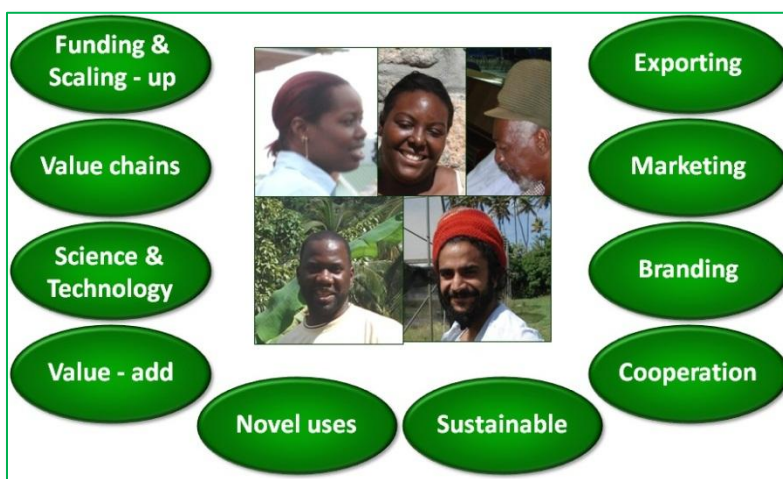 Funding &
Scaling - up
Value chains
Science &
Technology
Value - add
Novel uses
Sustainable
Exporting
Marketing
Branding
Cooperation